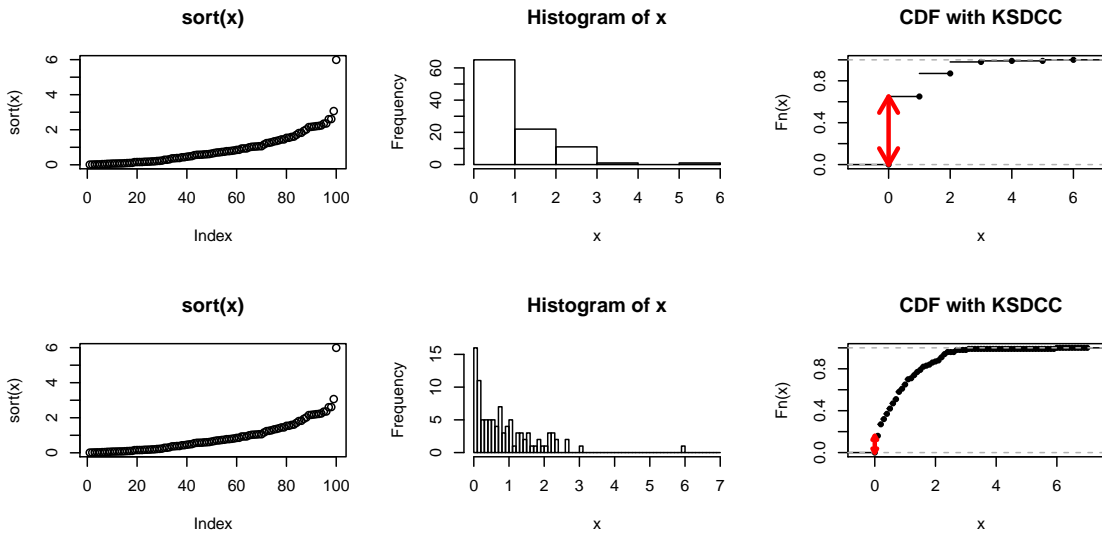 sort(x)
Histogram of x
CDF with KSDCC
sort(x)
0 2 4 6
0 20 40 60 80 100
Index
Frequency
0 20 60
0 1 2 3 4 5 6
x
Fn(x)
0.0 0.4 0.8
0 2 4 6
x
sort(x)
Histogram of x
CDF with KSDCC
sort(x)
0 2 4 6
0 20 40 60 80 100
Index
Frequency
0 5 10 15
0 1 2 3 4 5 6 7
x
Fn(x)
0.0 0.4 0.8
0 2 4 6
x